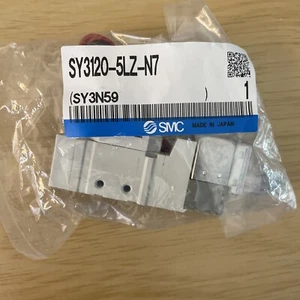 SY3120-5LZ-N7
(SY3N59 ) 1
SMC MADE IN JAPAN